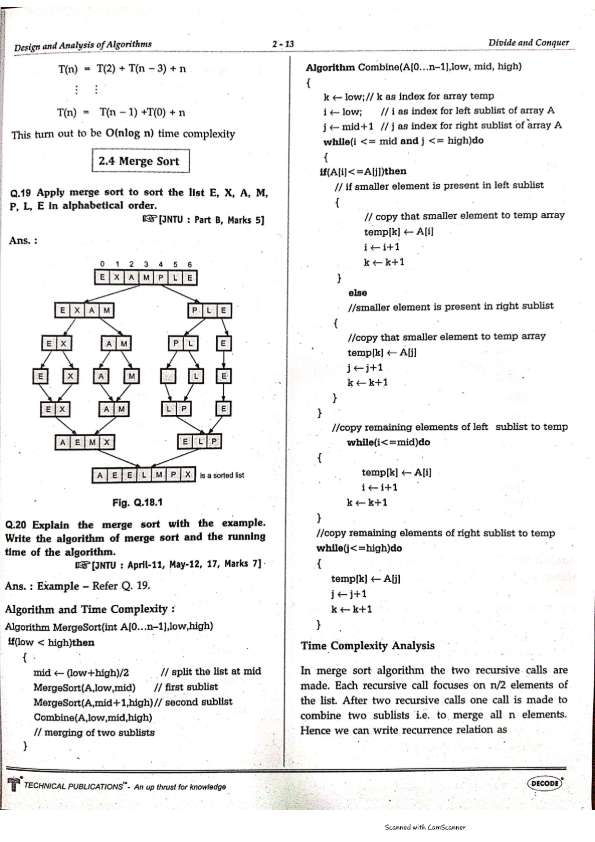 Design and Analysis of Algorithms
2 - 13
Divide and Conquer
T(n) = T(2) + T(n − 3) + n
⋮ ⋮
T(n) = T(n − 1) +T(0) + n
This turn out to be O(nlog n) time complexity
2.4 Merge Sort
Q.19 Apply merge sort to sort the list E, X, A, M,
P, L, E in alphabetical order.
☞[JNTU : Part B, Marks 5]
Ans. :
0 1 2 3 4 5 6
E X A M P L E
E X A M P L E
E X A M P L E
E X A M L E
E X A M L P E
A E M X E L P
A E E L M P X is a sorted list
Fig. Q.18.1
Q.20 Explain the merge sort with the example.
Write the algorithm of merge sort and the running
time of the algorithm.
☞[JNTU : April-11, May-12, 17, Marks 7]
Ans. : Example – Refer Q. 19.
Algorithm and Time Complexity :
Algorithm MergeSort(int A[0...n−1],low,high)
if(low < high)then
{
mid ← (low+high)/2 // split the list at mid
MergeSort(A,low,mid) // first sublist
MergeSort(A,mid+1,high)// second sublist
Combine(A,low,mid,high)
// merging of two sublists
}
Algorithm Combine(A[0...n−1],low, mid, high)
{
k ← low;// k as index for array temp
i ← low; // i as index for left sublist of array A
j ← mid+1 // j as index for right sublist of array A
while(i <= mid and j <= high)do
{
if(A[i]<=A[j])then
// if smaller element is present in left sublist
{
// copy that smaller element to temp array
temp[k] ← A[i]
i ← i+1
k ← k+1
}
else
//smaller element is present in right sublist
{
//copy that smaller element to temp array
temp[k] ← A[j]
j ← j+1
k ← k+1
}
}
//copy remaining elements of left sublist to temp
while(i<=mid)do
{
temp[k] ← A[i]
i ← i+1
k ← k+1
}
//copy remaining elements of right sublist to temp
while(j<=high)do
{
temp[k] ← A[j]
j ← j+1
k ← k+1
}
Time Complexity Analysis
In merge sort algorithm the two recursive calls are
made. Each recursive call focuses on n/2 elements of
the list. After two recursive calls one call is made to
combine two sublists i.e. to merge all n elements.
Hence we can write recurrence relation as
TECHNICAL PUBLICATIONS™ - An up thrust for knowledge
DECODE
Scanned with CamScanner